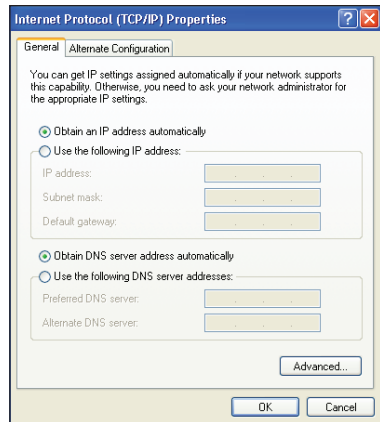 Internet Protocol (TCP/IP) Properties
General Alternate Configuration
You can get IP settings assigned automatically if your network supports
this capability. Otherwise, you need to ask your network administrator for
the appropriate IP settings.
Obtain an IP address automatically
Use the following IP address:
IP address:
Subnet mask:
Default gateway:
Obtain DNS server address automatically
Use the following DNS server addresses:
Preferred DNS server:
Alternate DNS server:
Advanced...
OK Cancel